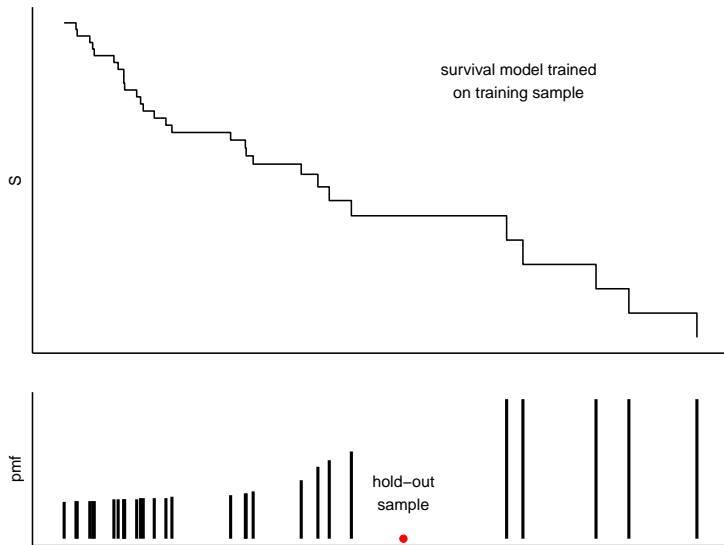 survival model trained
on training sample
S
hold−out
sample
pmf